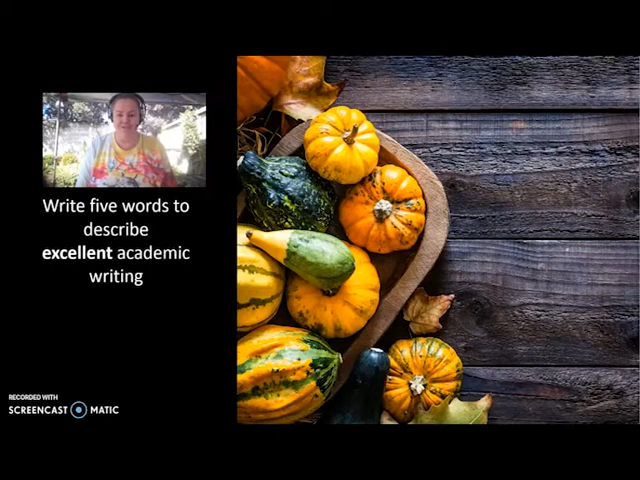 Write five words to
describe
excellent academic
writing
RECORDED WITH
SCREENCAST MATIC